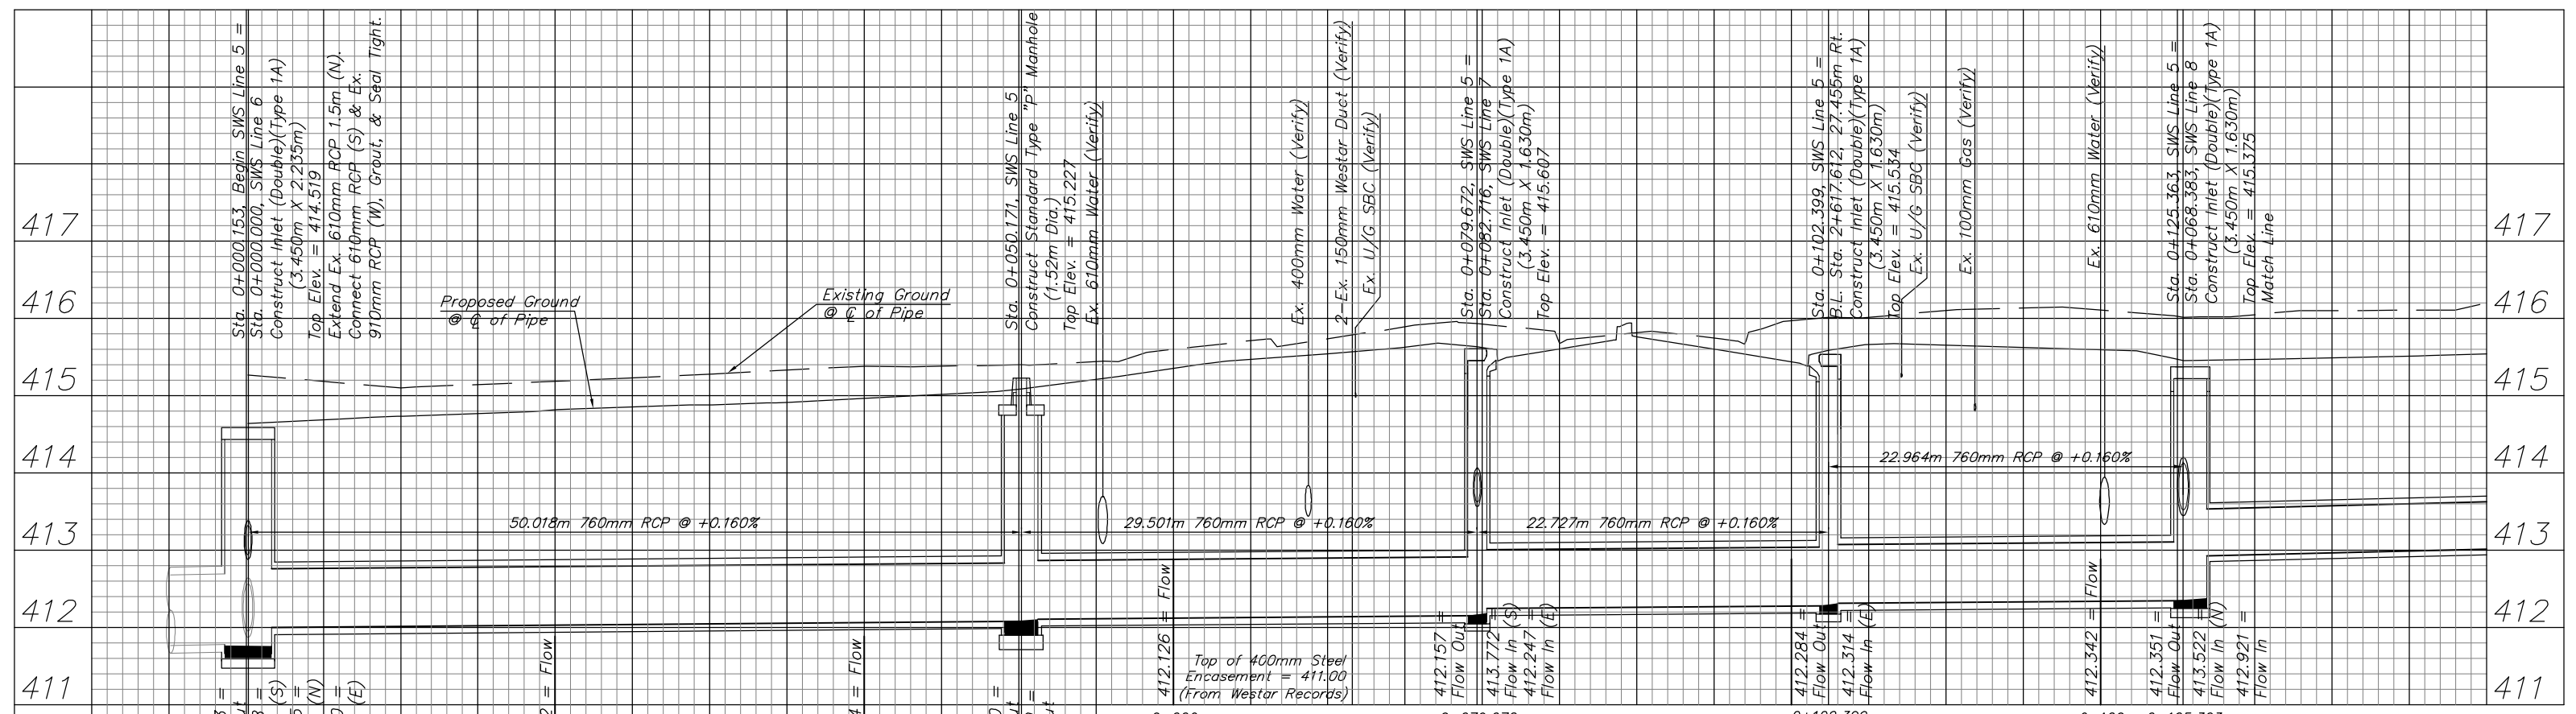 Sta. 0+000.153, Begin SWS Line 5 =
Sta. 0+000.000, SWS Line 6
Construct Inlet (Double)(Type 1A)
(3.450m X 2.235m)
Top Elev. = 414.519
Extend Ex. 610mm RCP 1.5m (N).
Connect 610mm RCP (S) & Ex.
910mm RCP (W), Grout, & Seal Tight.
Proposed Ground
@ ℄ of Pipe
Existing Ground
@ ℄ of Pipe
Sta. 0+050.171, SWS Line 5
Construct Standard Type "P" Manhole
(1.52m Dia.)
Top Elev. = 415.227
Ex. 610mm Water (Verify)
Ex. 400mm Water (Verify)
2-Ex. 150mm Westar Duct (Verify)
Ex. U/G SBC (Verify)
Sta. 0+079.672, SWS Line 5 =
Sta. 0+082.716, SWS Line 7
Construct Inlet (Double)(Type 1A)
(3.450m X 1.630m)
Top Elev. = 415.607
Sta. 0+102.399, SWS Line 5 =
B.L. Sta. 2+617.612, 27.455m Rt.
Construct Inlet (Double)(Type 1A)
(3.450m X 1.630m)
Top Elev. = 415.534
Ex. U/G SBC (Verify)
Ex. 100mm Gas (Verify)
Ex. 610mm Water (Verify)
Sta. 0+125.363, SWS Line 5 =
Sta. 0+068.383, SWS Line 8
Construct Inlet (Double)(Type 1A)
(3.450m X 1.630m)
Top Elev. = 415.375
Match Line
417
417
416
416
415
415
414
414
413
413
412
412
411
411
50.018m 760mm RCP @ +0.160%
29.501m 760mm RCP @ +0.160%
22.727m 760mm RCP @ +0.160%
22.964m 760mm RCP @ +0.160%
(S)
(N)
(E)
= Flow
= Flow
412.126 = Flow
Top of 400mm Steel
Encasement = 411.00
(From Westar Records)
412.157 =
Flow Out
413.772 =
Flow In (S)
412.247 =
Flow In (E)
412.284 =
Flow Out
412.314 =
Flow In (E)
412.342 = Flow
412.351 =
Flow Out
413.522 =
Flow In (N)
412.921 =
Flow In